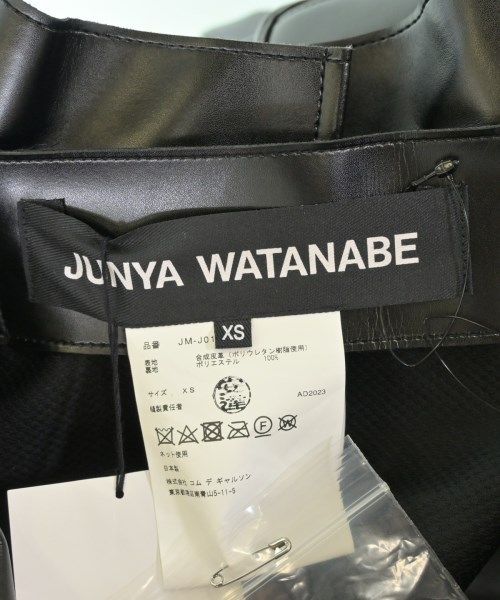 JUNYA WATANABE
XS
品番 JM-J01
表地 合成皮革(ポリウレタン樹脂使用)
裏地 ポリエステル 100%
サイズ XS
縫製責任者 AD2023
ネット使用
日本製
株式会社 コム デ ギャルソン
東京都港区南青山5-11-5